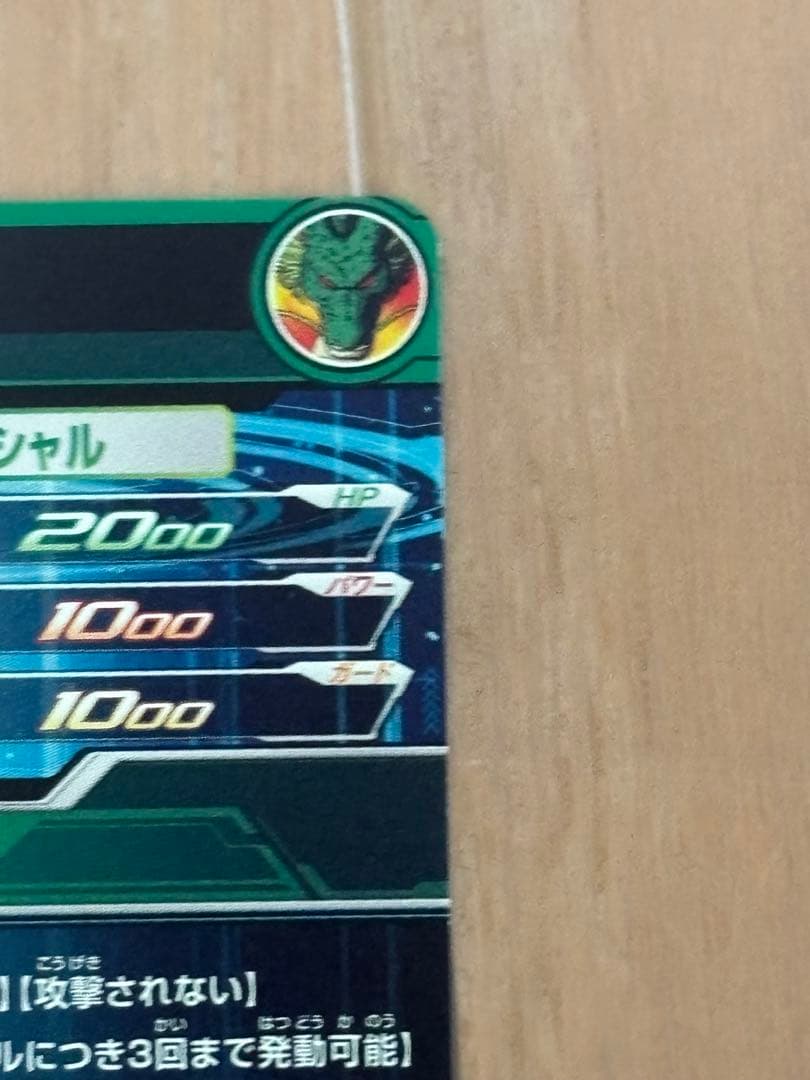 シャル
HP
2000
パワー
1000
ガード
1000
】【攻撃されない】
こうげき
ルにつき3回まで発動可能】
かい はつどう か のう